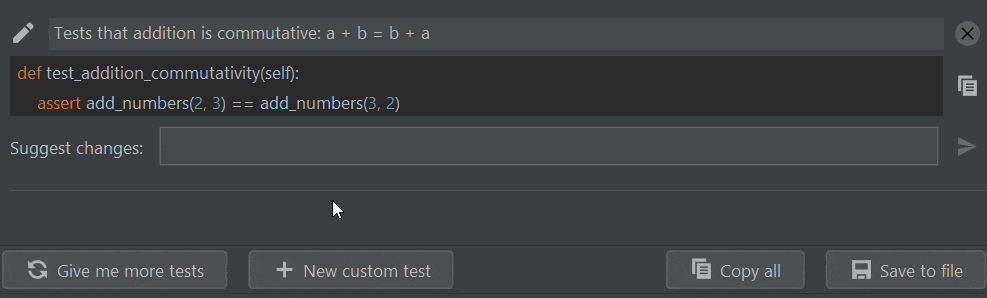 Tests that addition is commutative: a + b = b + a
def test_addition_commutativity(self):
assert add_numbers(2, 3) == add_numbers(3, 2)
Suggest changes:
Give me more tests
New custom test
Copy all
Save to file